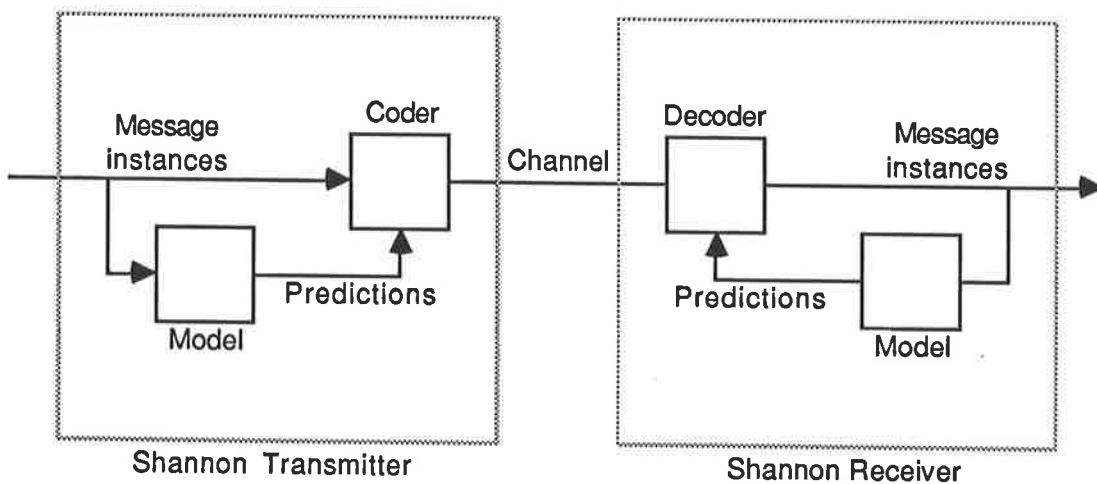 Message
instances
Coder
Predictions
Model
Shannon Transmitter
Channel
Decoder
Message
instances
Predictions
Model
Shannon Receiver